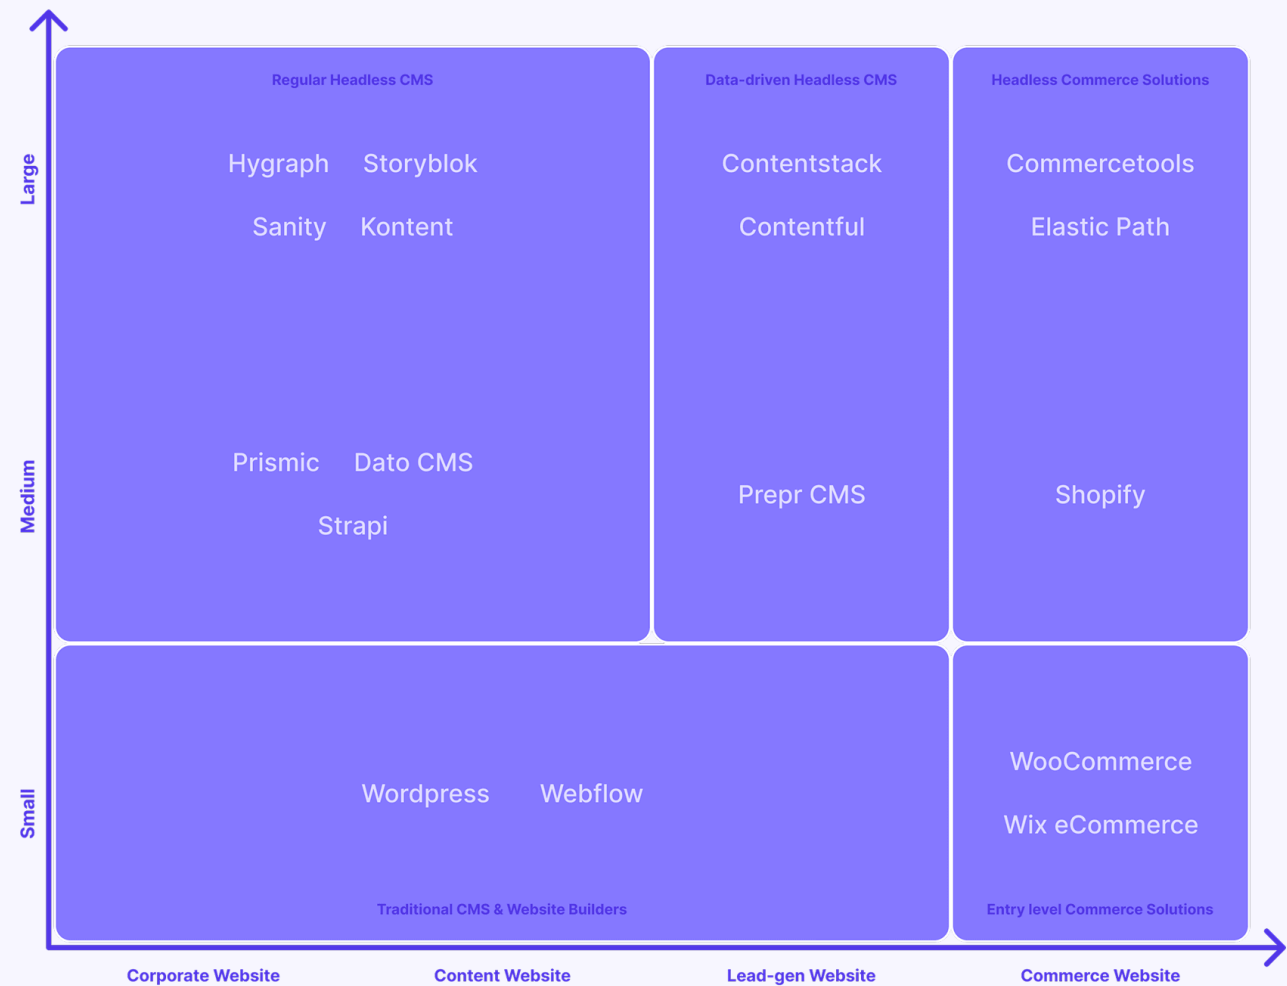 Regular Headless CMS
Data-driven Headless CMS
Headless Commerce Solutions
Large
Hygraph Storyblok
Sanity Kontent
Contentstack
Contentful
Commercetools
Elastic Path
Medium
Prismic Dato CMS
Strapi
Prepr CMS
Shopify
Small
Wordpress Webflow
WooCommerce
Wix eCommerce
Traditional CMS & Website Builders
Entry level Commerce Solutions
Corporate Website
Content Website
Lead-gen Website
Commerce Website